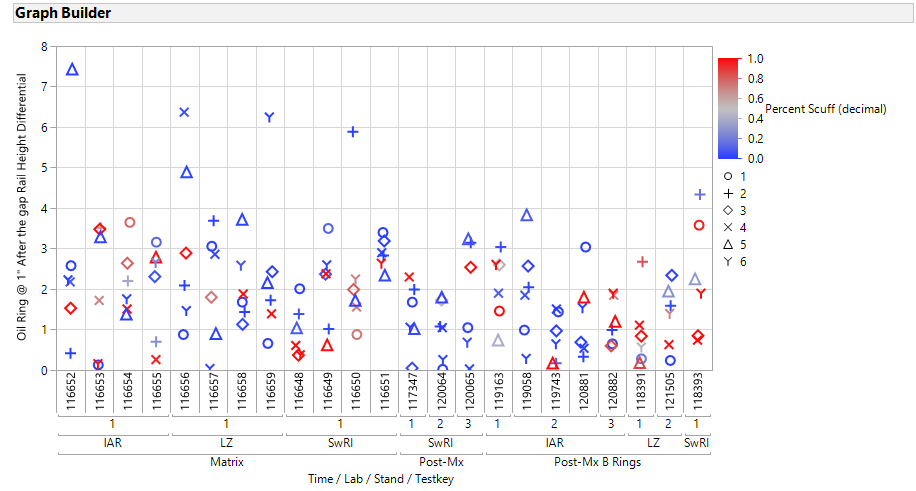 Graph Builder
Oil Ring @ 1" After the gap Rail Height Differential
8
7
6
5
4
3
2
1
0
116652 116653 116654 116655 116656 116657 116658 116659 116648 116649 116650 116651 117347 120064 120065 119163 119058 119743 120881 120882 118391 121505 118393
1 1 1 1 2 3 1 2 3 1 2 1
IAR LZ SwRI SwRI IAR LZ SwRI
Matrix Post-Mx Post-Mx B Rings
Time / Lab / Stand / Testkey
Percent Scuff (decimal)
1.0
0.8
0.6
0.4
0.2
0.0
1
2
3
4
5
6